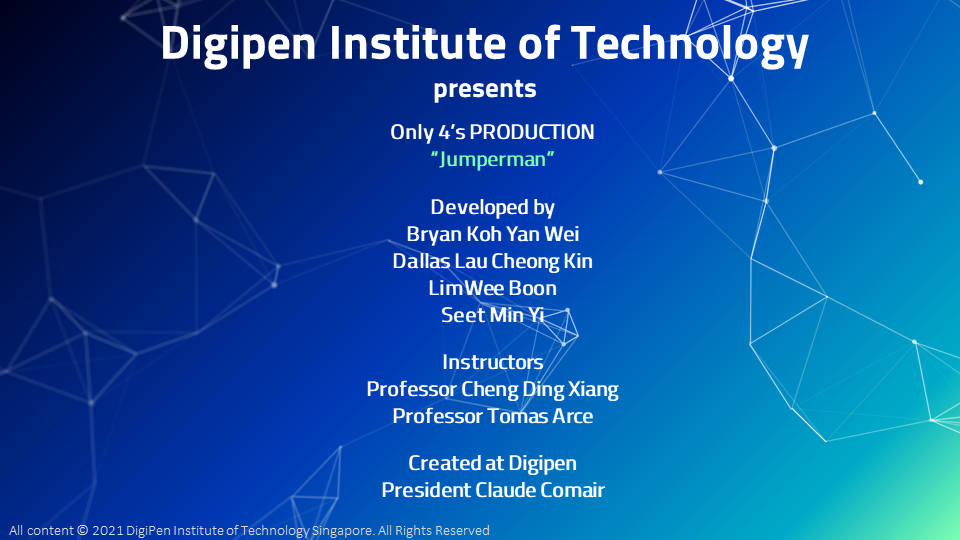 Digipen Institute of Technology
presents
Only 4’s PRODUCTION
“Jumperman”
Developed by
Bryan Koh Yan Wei
Dallas Lau Cheong Kin
LimWee Boon
Seet Min Yi
Instructors
Professor Cheng Ding Xiang
Professor Tomas Arce
Created at Digipen
President Claude Comair
All content © 2021 DigiPen Institute of Technology Singapore. All Rights Reserved